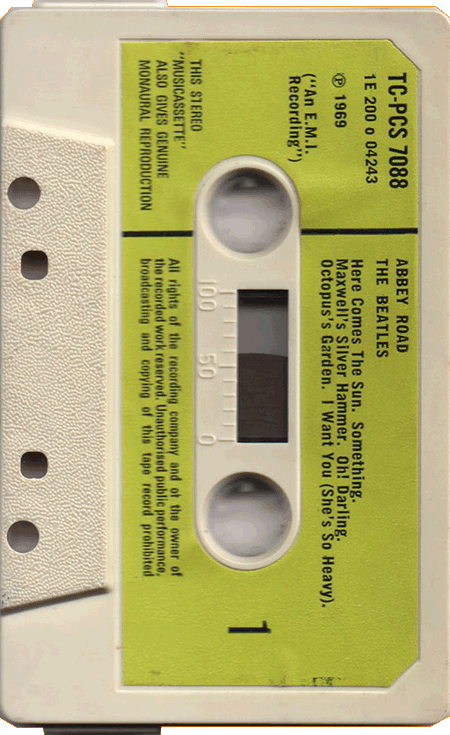 TC-PCS 7088
1E 200 o 04243
Ⓟ 1969
("An E.M.I.
Recording")
THIS STEREO
"MUSICASSETTE"
ALSO GIVES GENUINE
MONAURAL REPRODUCTION
ABBEY ROAD
THE BEATLES
Here Comes The Sun. Something.
Maxwell's Silver Hammer. Oh! Darling.
Octopus's Garden. I Want You (She's So Heavy).
100 50 0
All rights of the recording company and of the owner of
the recorded work reserved. Unauthorised public performance,
broadcasting and copying of this tape record prohibited
1